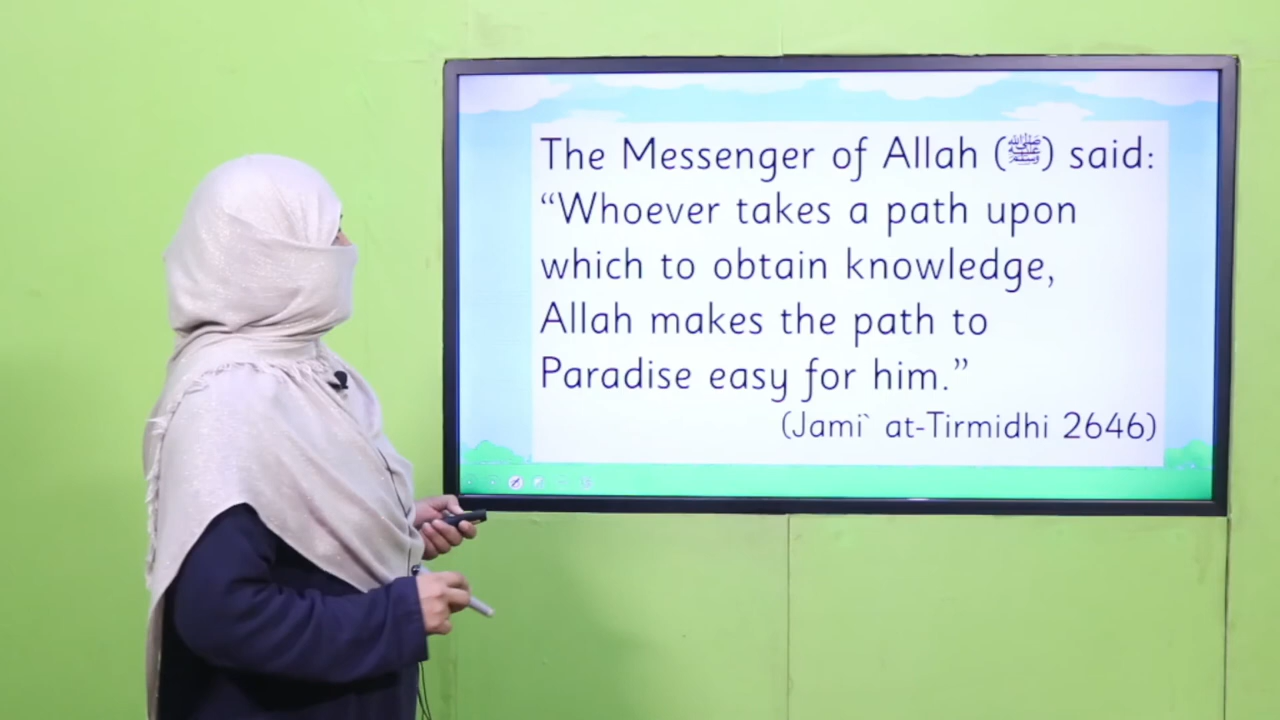 The Messenger of Allah (ﷺ) said:
“Whoever takes a path upon
which to obtain knowledge,
Allah makes the path to
Paradise easy for him.”
(Jami` at-Tirmidhi 2646)